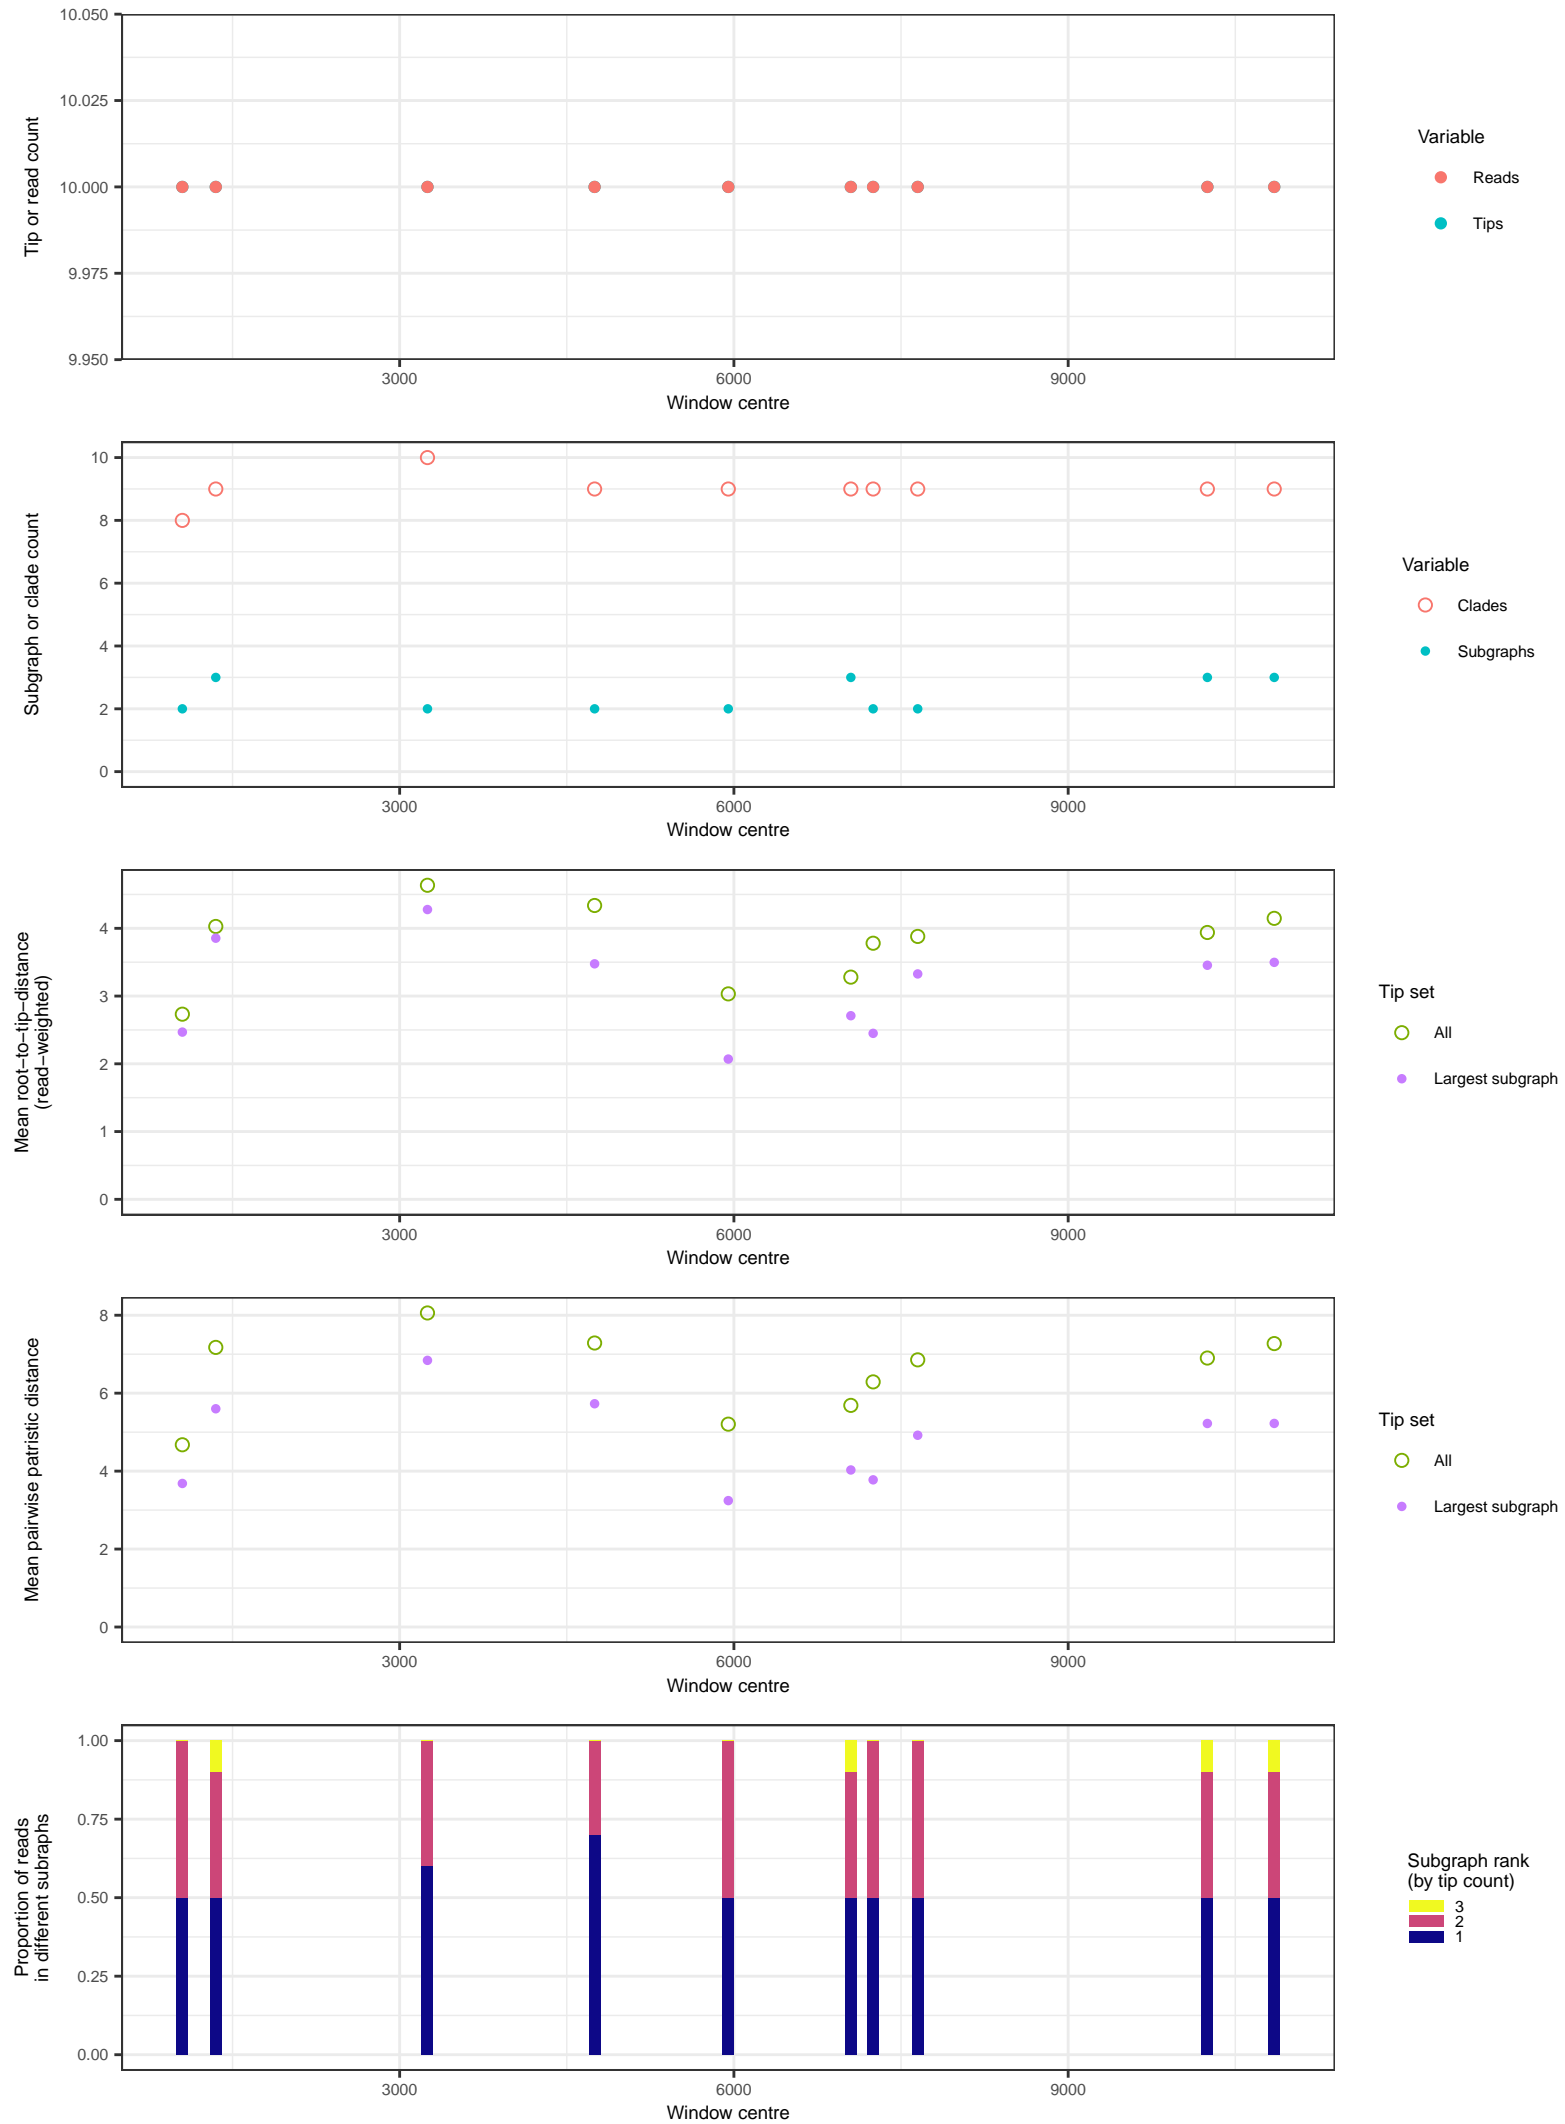 10.050
10.025
10.000
9.975
9.950
Tip or read count
3000 6000 9000
Window centre
Variable
Reads
Tips
10
8
6
4
2
0
Subgraph or clade count
3000 6000 9000
Window centre
Variable
Clades
Subgraphs
4
3
2
1
0
Mean root−to−tip−distance
(read−weighted)
3000 6000 9000
Window centre
Tip set
All
Largest subgraph
8
6
4
2
0
Mean pairwise patristic distance
3000 6000 9000
Window centre
Tip set
All
Largest subgraph
1.00
0.75
0.50
0.25
0.00
Proportion of reads
in different subraphs
3000 6000 9000
Window centre
Subgraph rank
(by tip count)
3
2
1